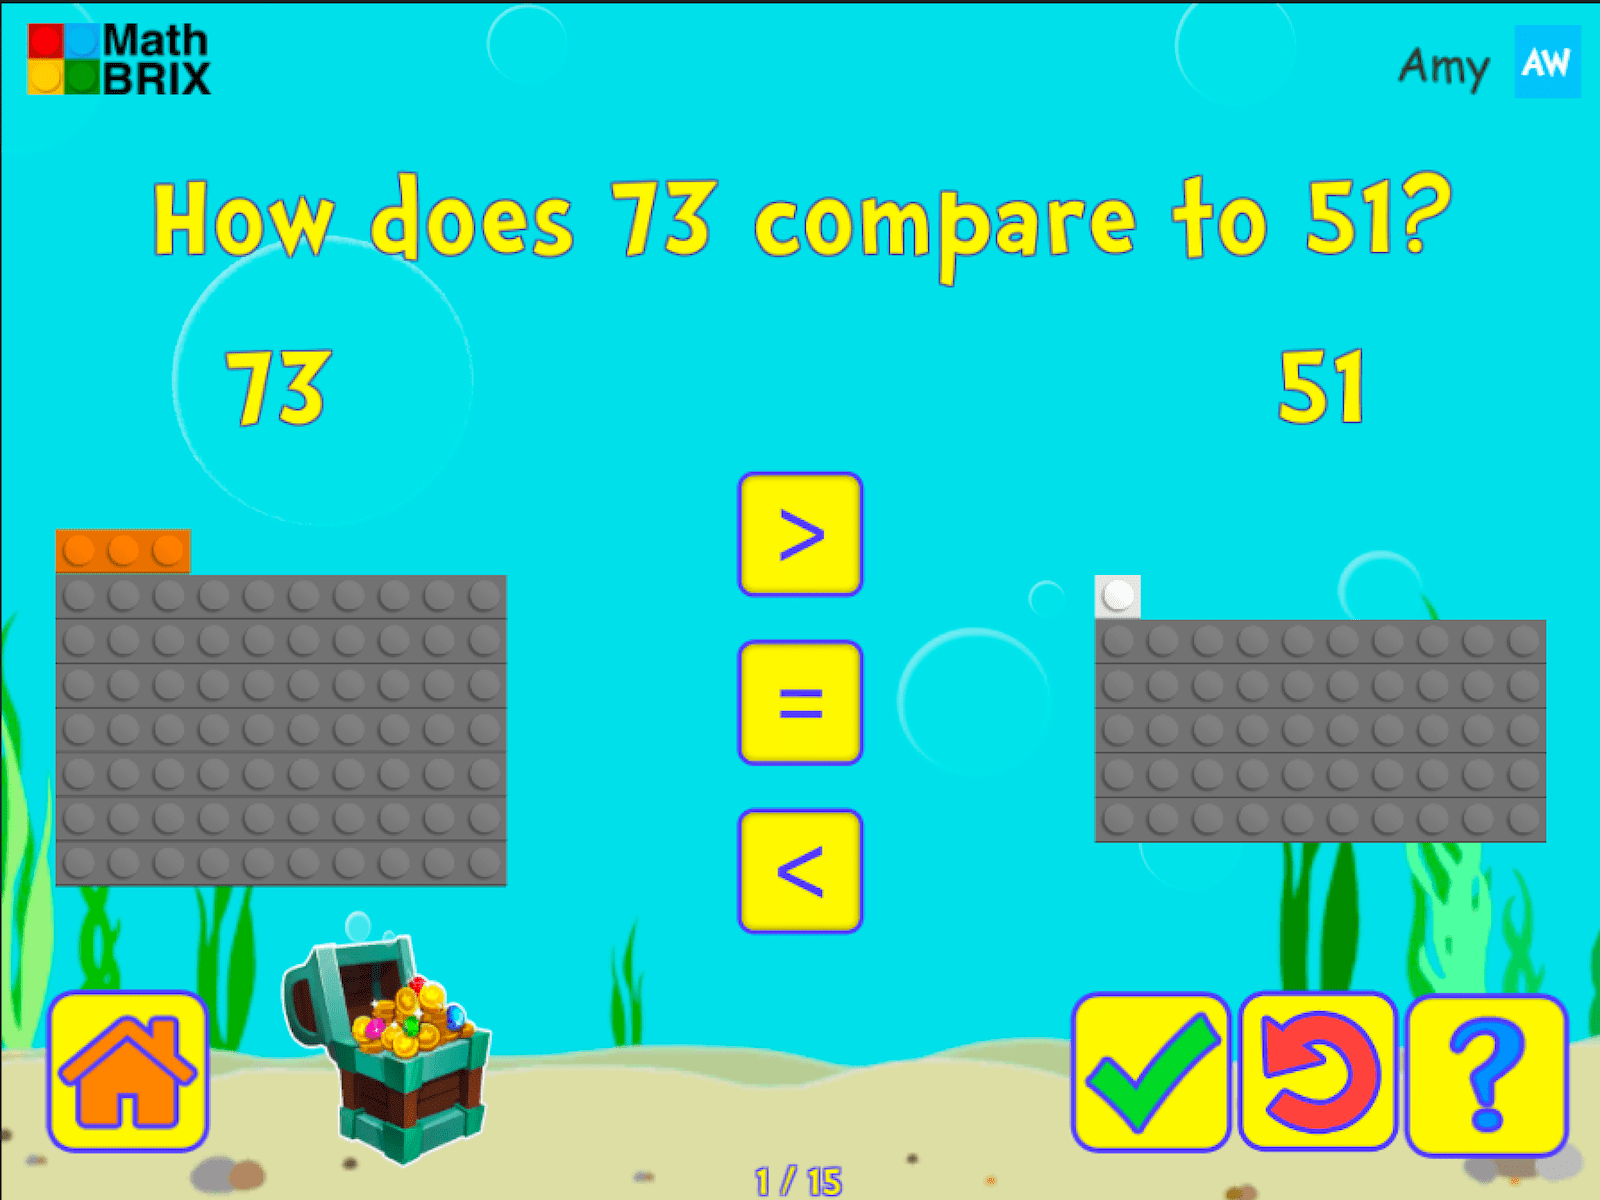 Math
BRIX
Amy AW
How does 73 compare to 51?
73 51
>
=
<
?
1 / 15